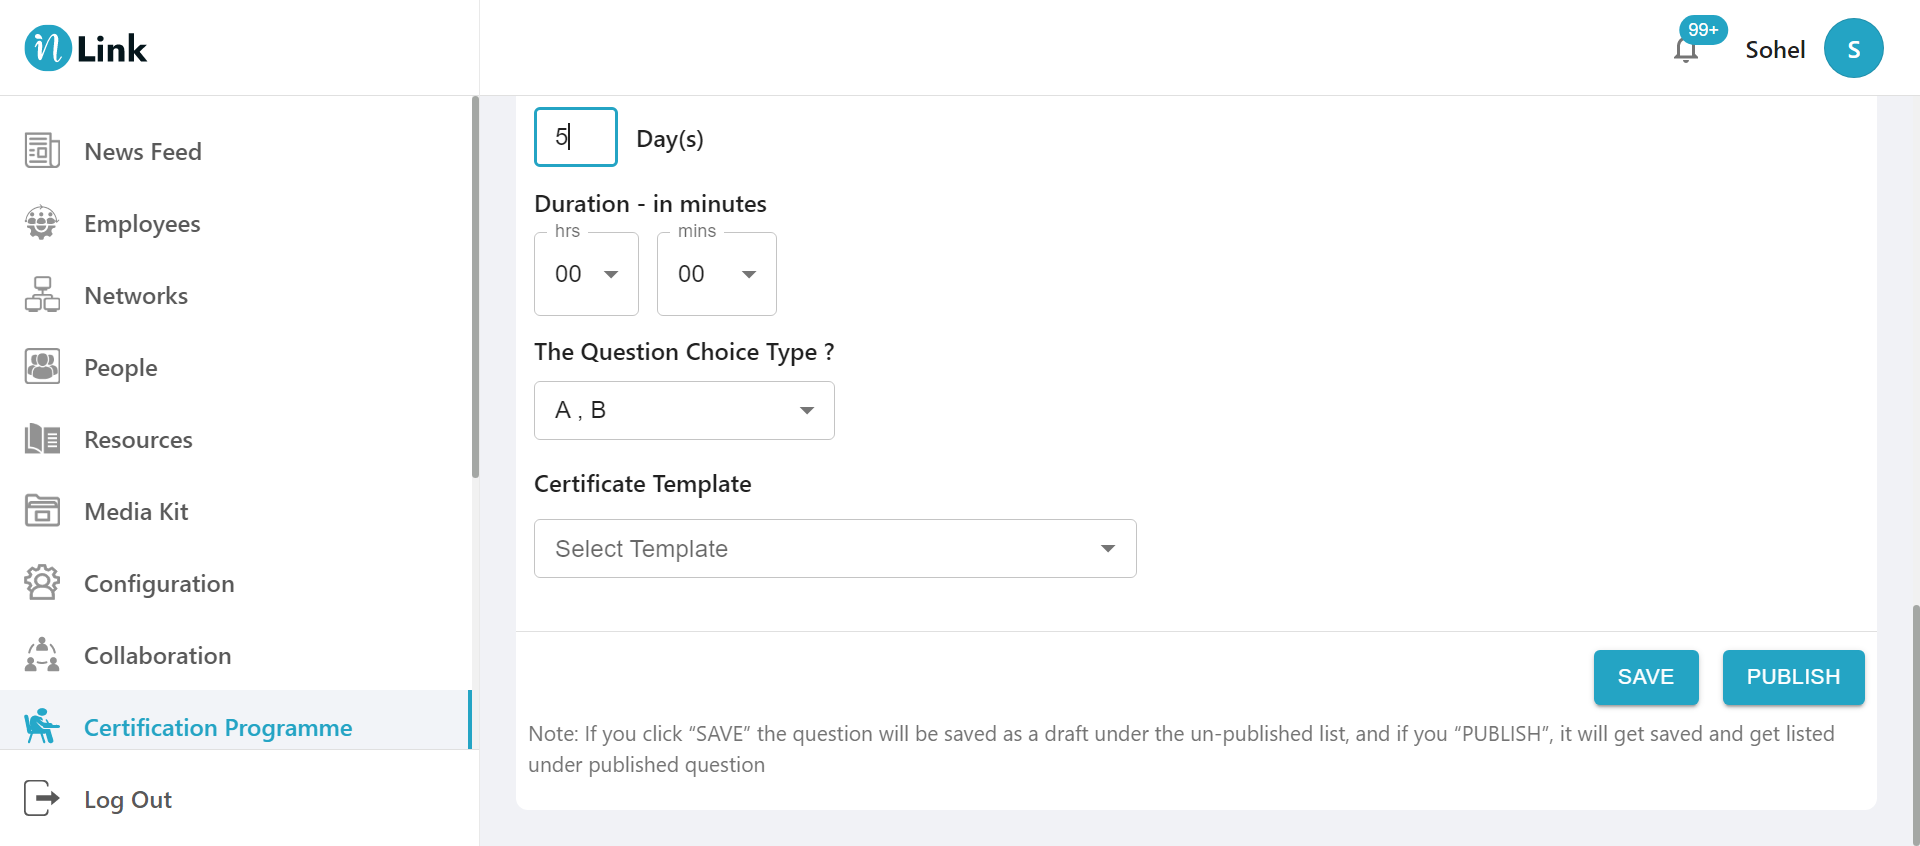 n Link
99+
Sohel
S
News Feed
Employees
Networks
People
Resources
Media Kit
Configuration
Collaboration
Certification Programme
Log Out
5
Day(s)
Duration - in minutes
hrs
mins
00
00
The Question Choice Type ?
A , B
Certificate Template
Select Template
SAVE
PUBLISH
Note: If you click “SAVE” the question will be saved as a draft under the un-published list, and if you “PUBLISH”, it will get saved and get listed
under published question